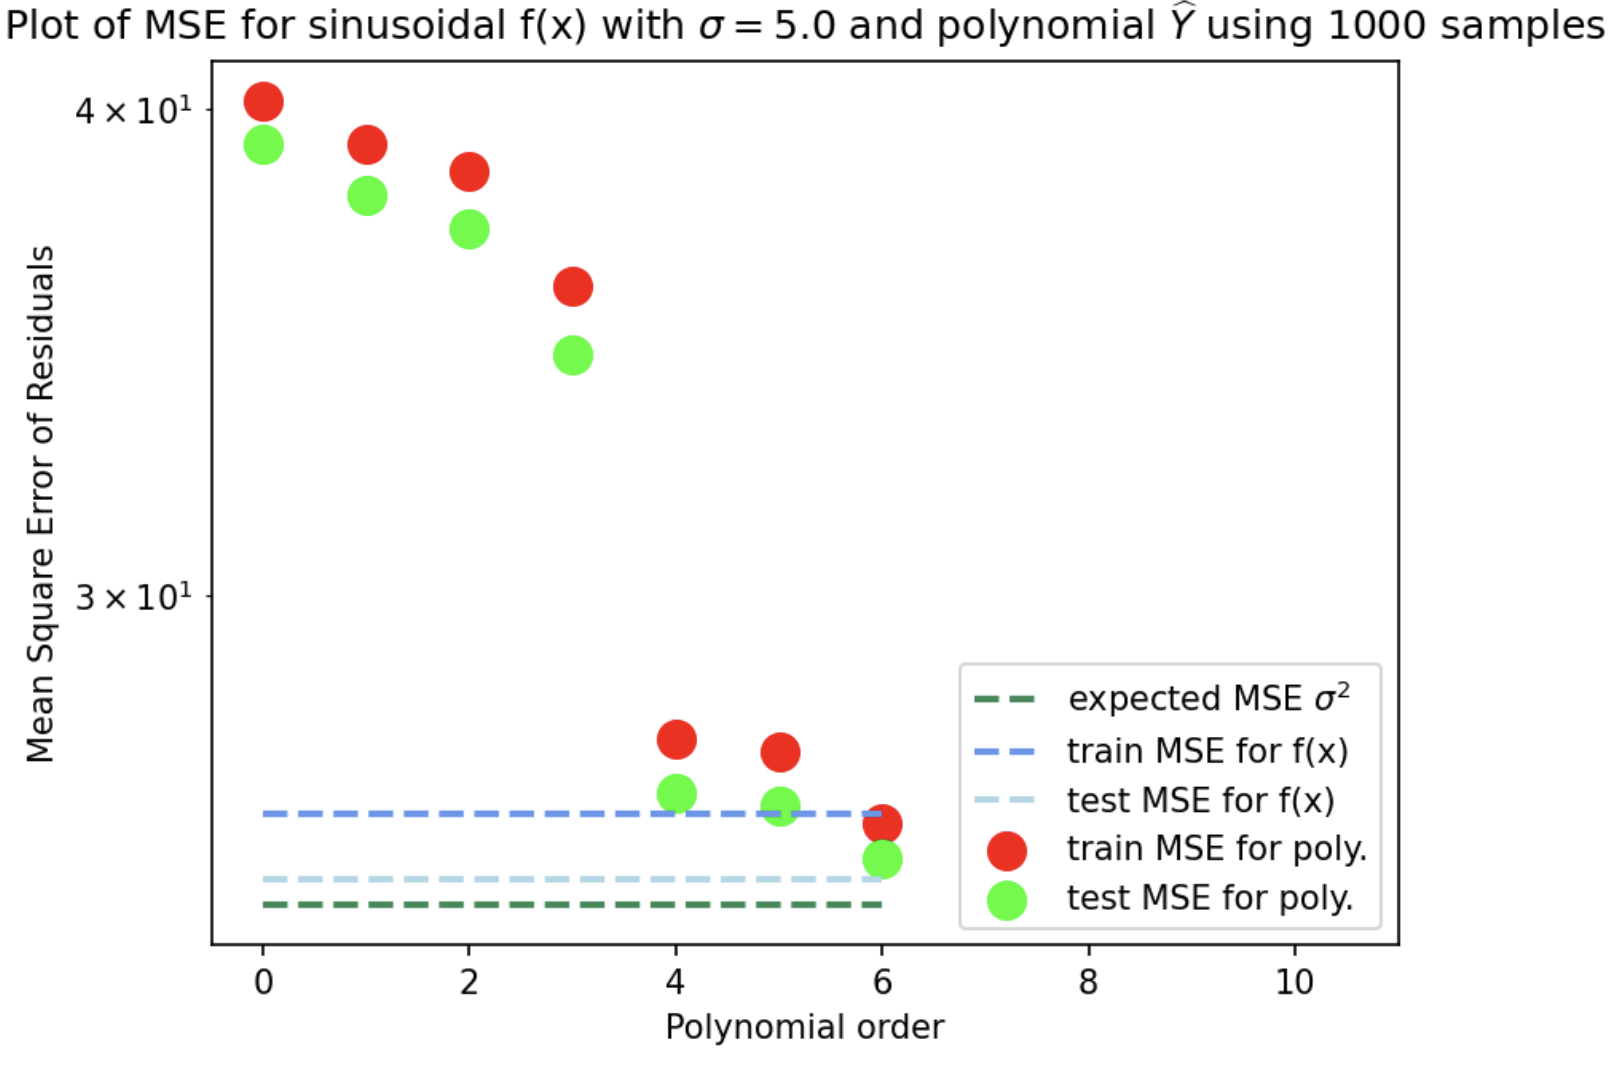 Plot of MSE for sinusoidal f(x) with σ = 5.0 and polynomial Ŷ using 1000 samples
4 × 10¹
3 × 10¹
Mean Square Error of Residuals
expected MSE σ²
train MSE for f(x)
test MSE for f(x)
train MSE for poly.
test MSE for poly.
0 2 4 6 8 10
Polynomial order